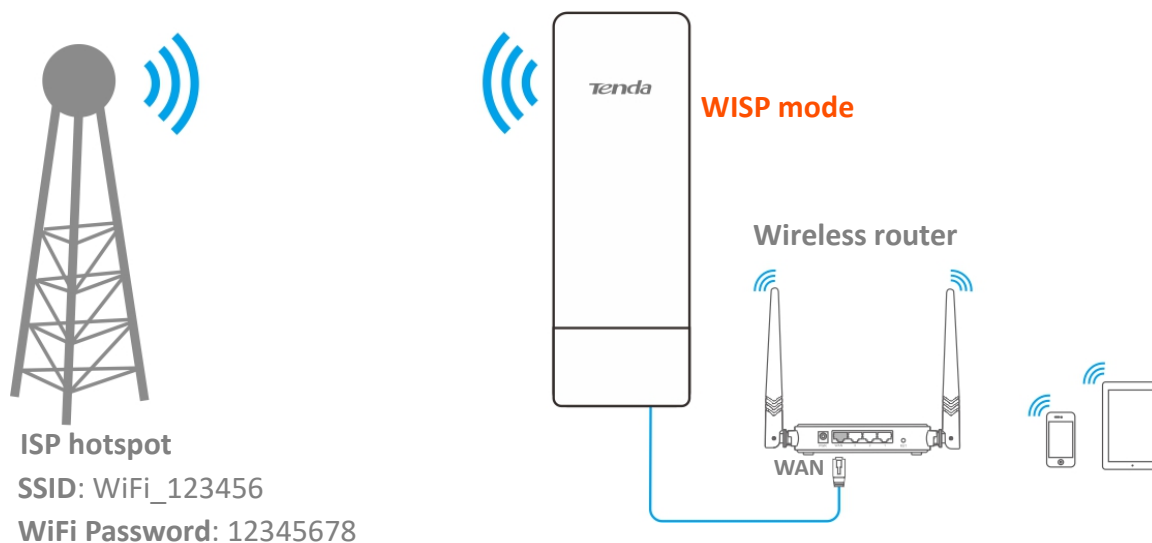 Tenda
WISP mode
Wireless router
WAN
ISP hotspot
SSID: WiFi_123456
WiFi Password: 12345678